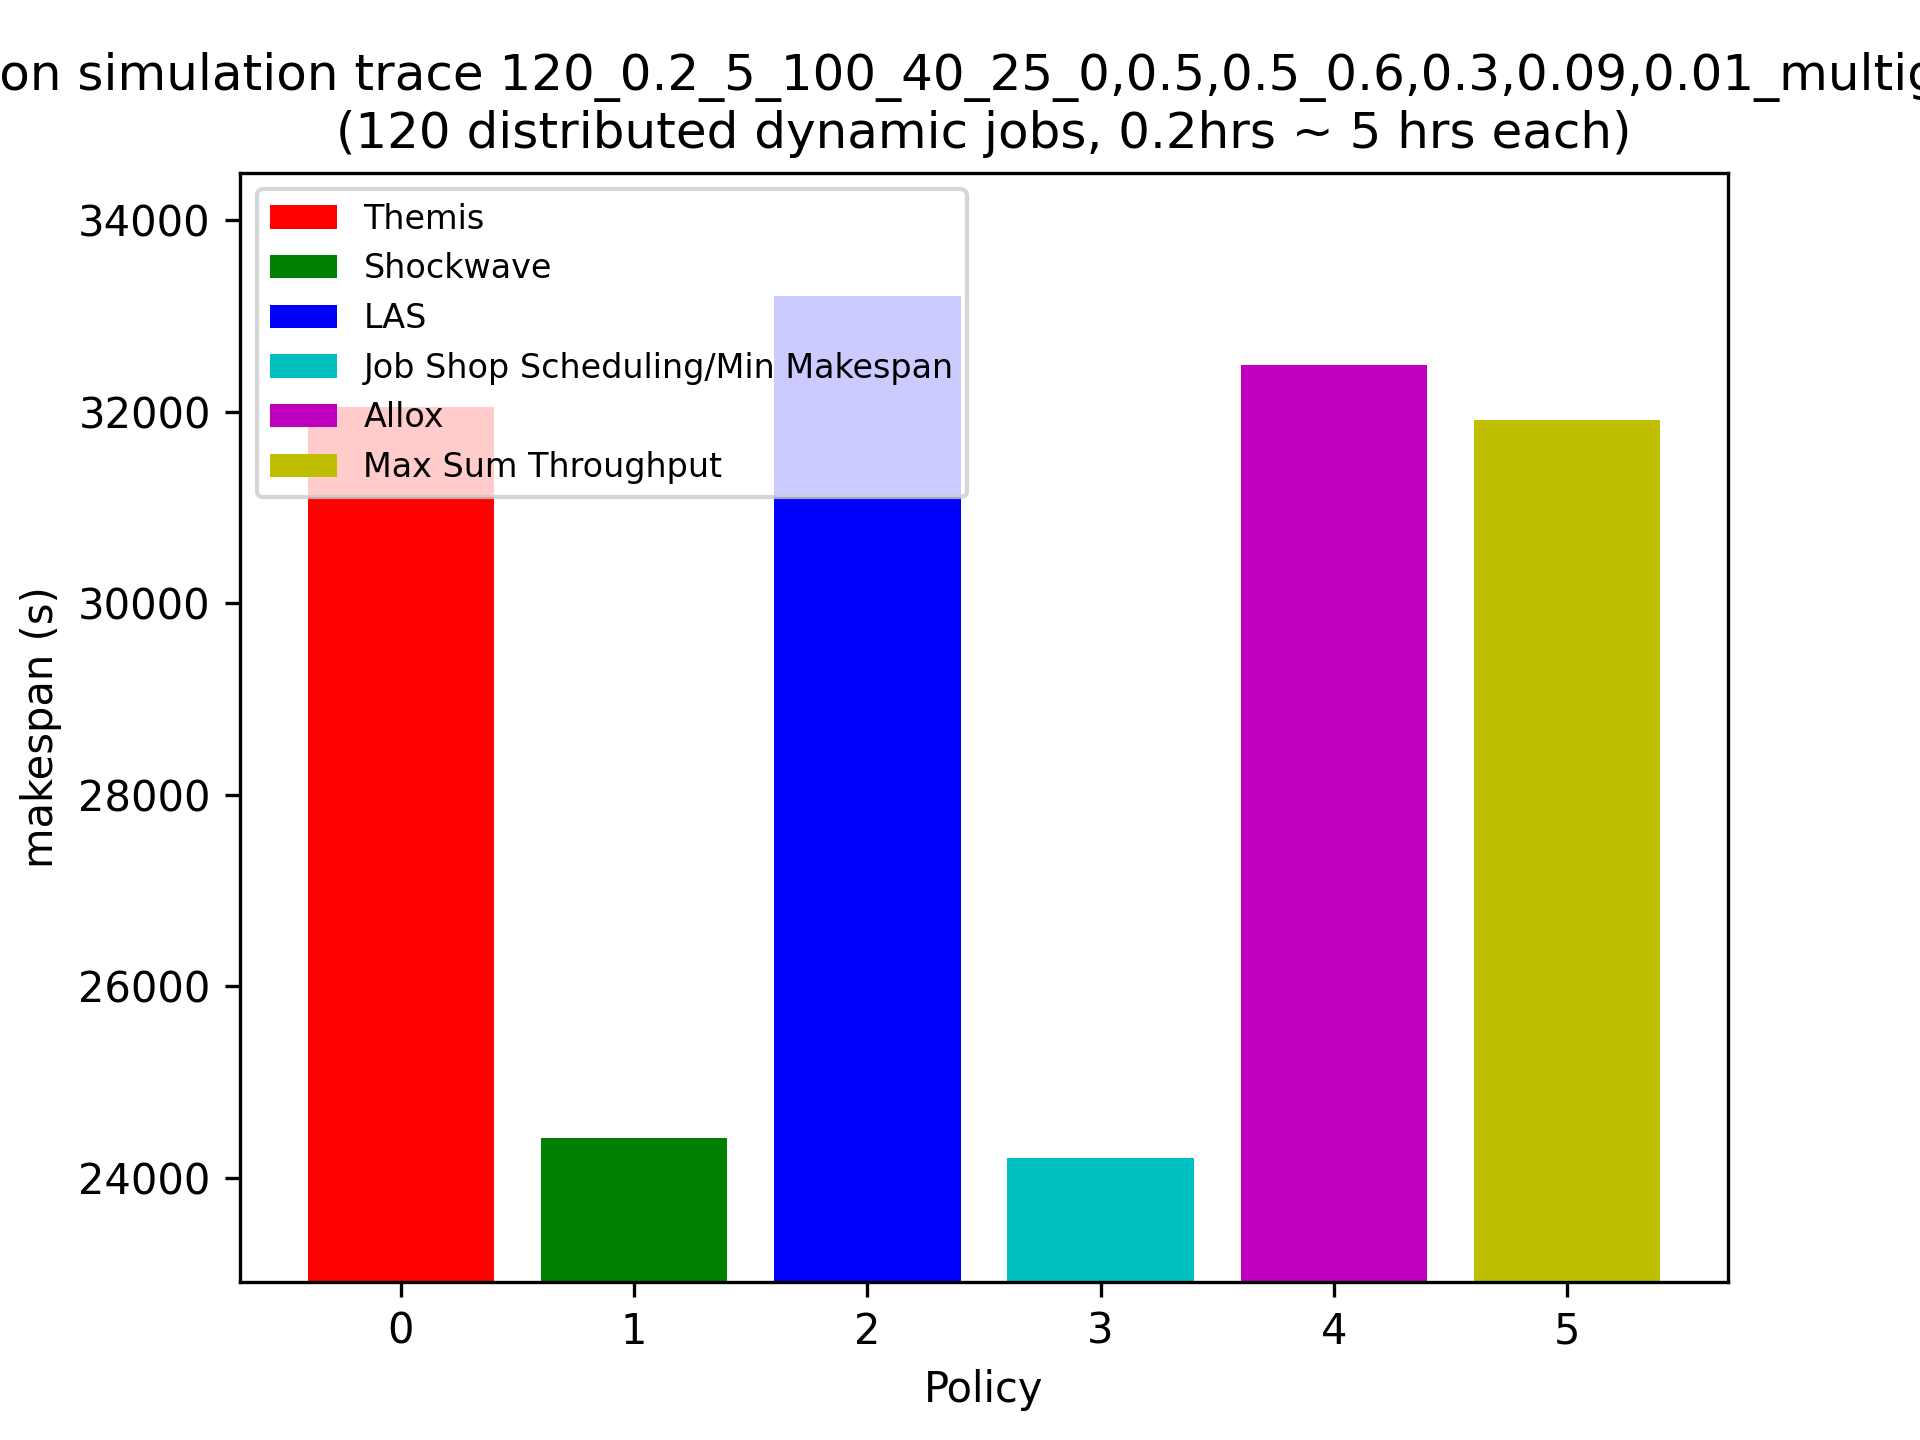 on simulation trace 120_0.2_5_100_40_25_0,0.5,0.5_0.6,0.3,0.09,0.01_multig
(120 distributed dynamic jobs, 0.2hrs ~ 5 hrs each)
34000
32000
30000
28000
26000
24000
makespan (s)
Themis
Shockwave
LAS
Job Shop Scheduling/Min Makespan
Allox
Max Sum Throughput
0 1 2 3 4 5
Policy